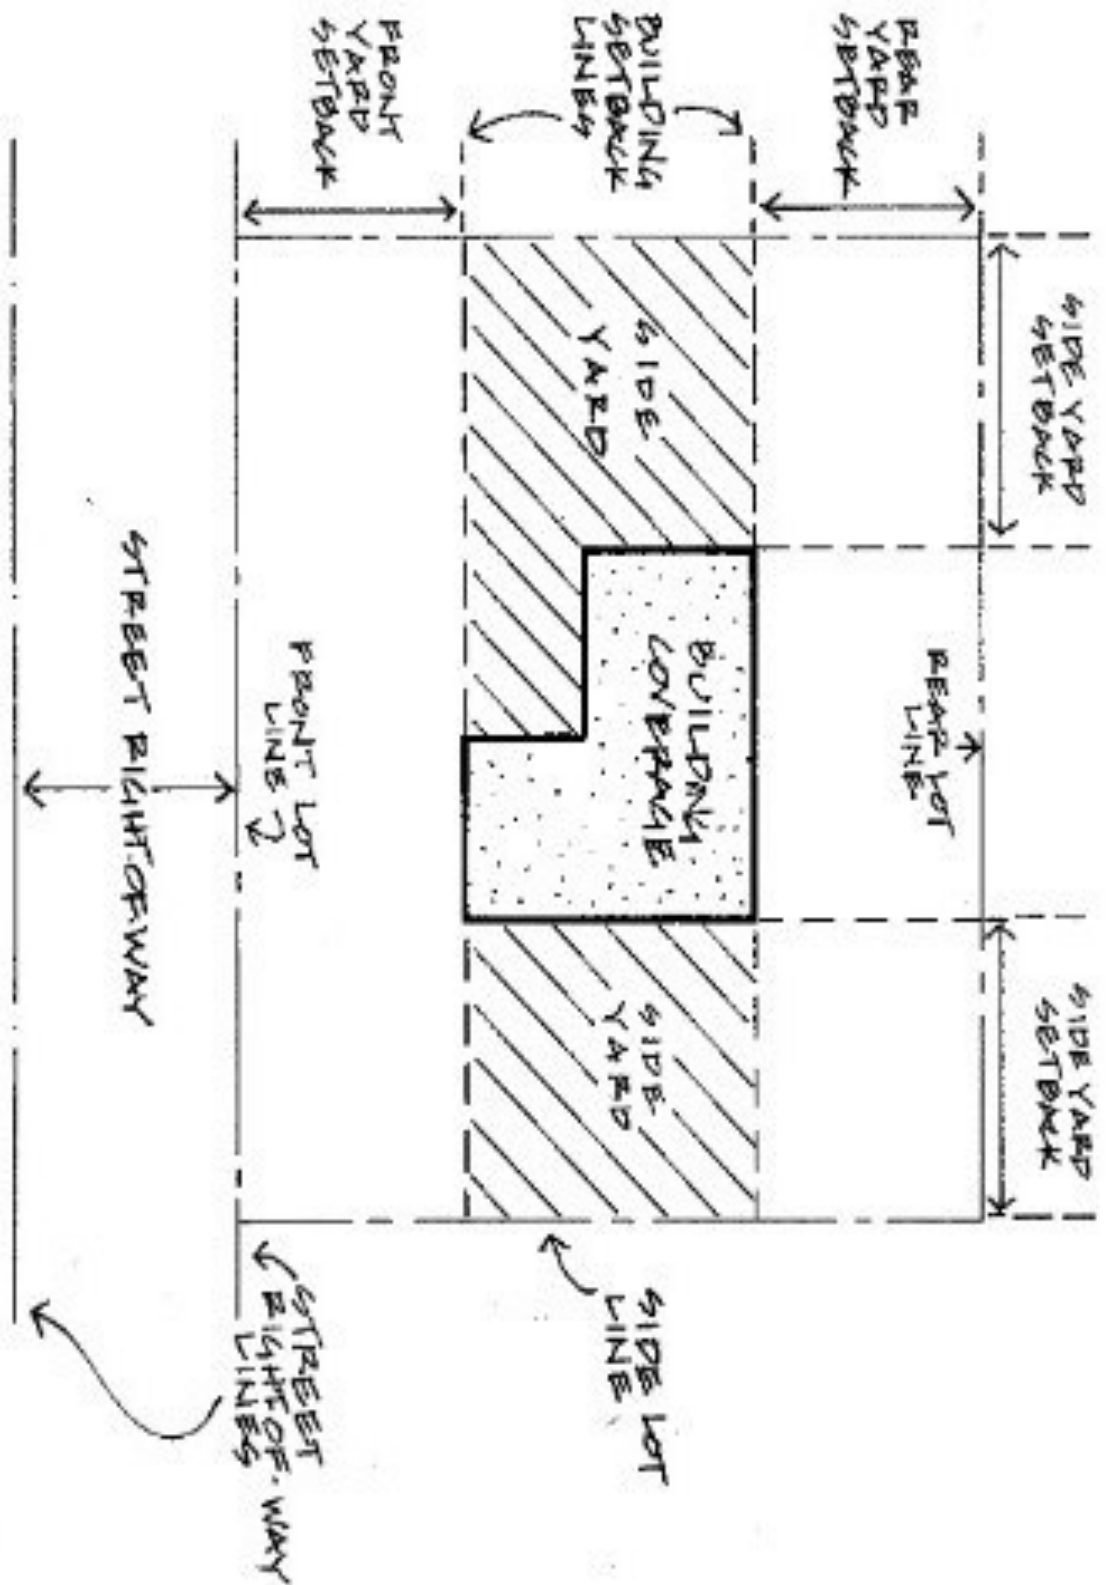 REAR
YARD
SETBACK
BUILDING
SETBACK
LINES
FRONT
YARD
SETBACK
SIDE YARD
SETBACK
SIDE YARD
SETBACK
REAR LOT
LINE
SIDE
YARD
BUILDING
COVERAGE
SIDE
YARD
SIDE LOT
LINE
FRONT LOT
LINE
STREET
RIGHT-OF-WAY
LINES
STREET RIGHT-OF-WAY